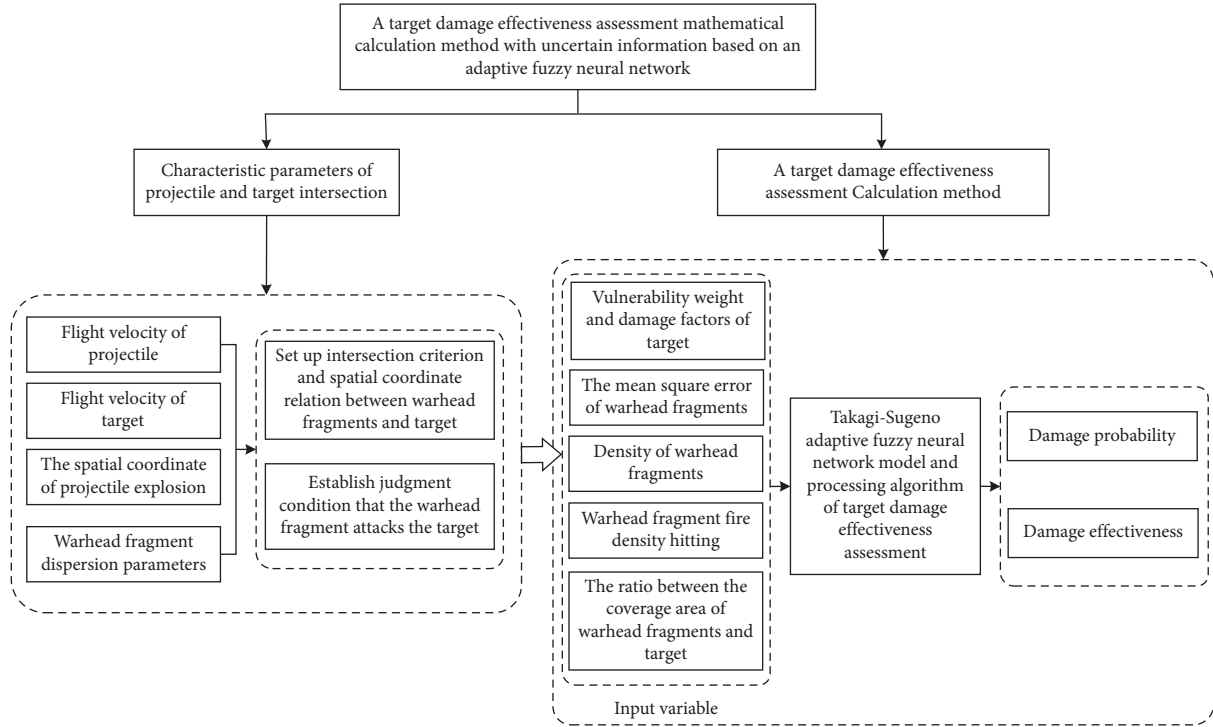 A target damage effectiveness assessment mathematical
calculation method with uncertain information based on an
adaptive fuzzy neural network
Characteristic parameters of
projectile and target intersection
A target damage effectiveness
assessment Calculation method
Flight velocity of
projectile
Flight velocity of
target
The spatial coordinate
of projectile explosion
Warhead fragment
dispersion parameters
Set up intersection criterion
and spatial coordinate
relation between warhead
fragments and target
Establish judgment
condition that the warhead
fragment attacks the target
Vulnerability weight
and damage factors of
target
The mean square error
of warhead fragments
Density of warhead
fragments
Warhead fragment fire
density hitting
The ratio between the
coverage area of
warhead fragments and
target
Input variable
Takagi-Sugeno
adaptive fuzzy neural
network model and
processing algorithm
of target damage
effectiveness
assessment
Damage probability
Damage effectiveness